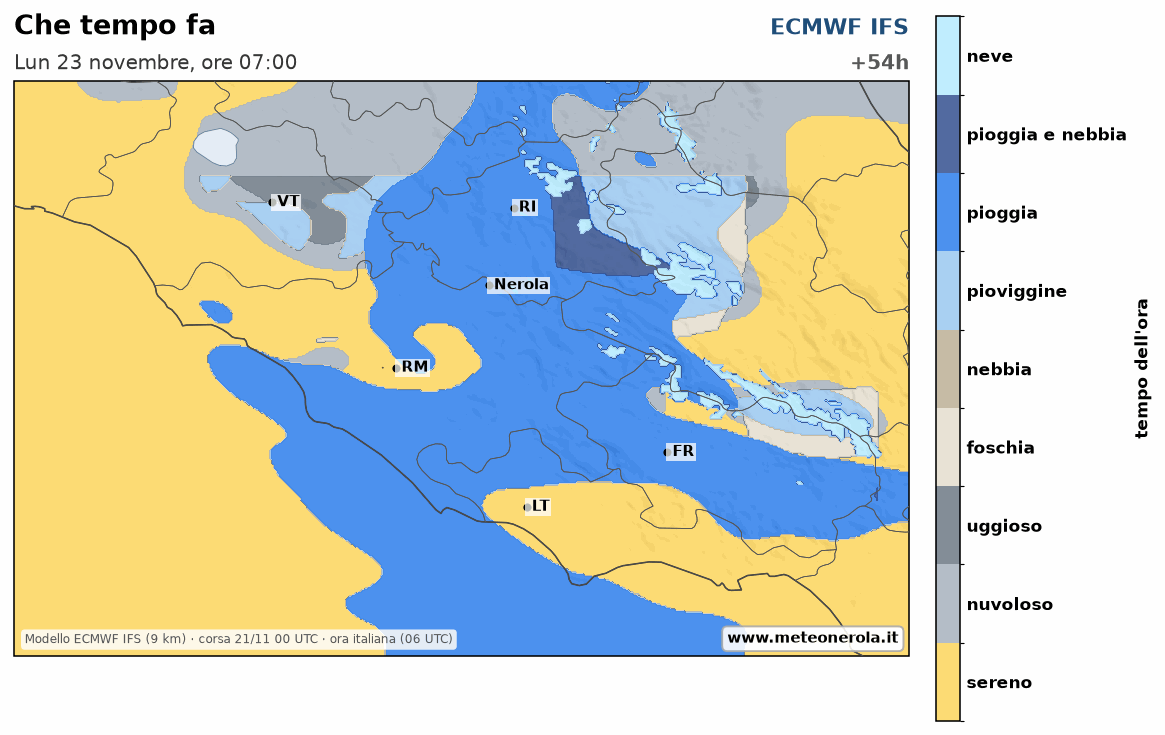 Che tempo fa
ECMWF IFS
Lun 23 novembre, ore 07:00
+54h
neve
pioggia e nebbia
pioggia
pioviggine
nebbia
foschia
uggioso
nuvoloso
sereno
tempo dell'ora
VT
RI
Nerola
RM
FR
LT
Modello ECMWF IFS (9 km) · corsa 21/11 00 UTC · ora italiana (06 UTC)
www.meteonerola.it